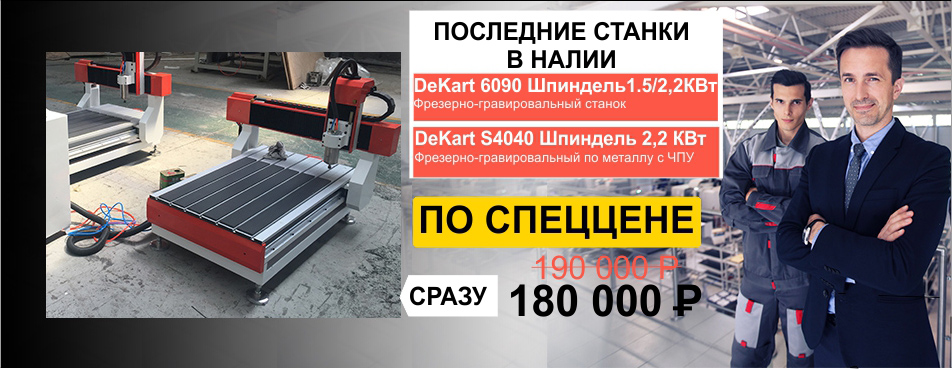 ПОСЛЕДНИЕ СТАНКИ
В НАЛИИ
DeKart 6090 Шпиндель1.5/2,2КВт
Фрезерно-гравировальный станок
DeKart S4040 Шпиндель 2,2 КВт
Фрезерно-гравировальный по металлу с ЧПУ
ПО СПЕЦЦЕНЕ
190 000 ₽
СРАЗУ 180 000 ₽